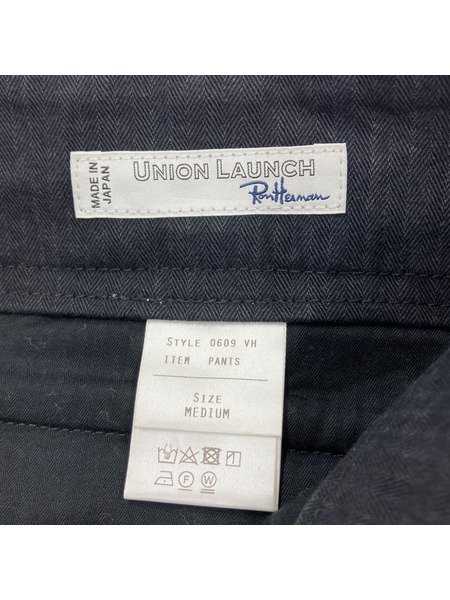 MADE IN
JAPAN
UNION LAUNCH
Ron Herman
STYLE 0609 VH
ITEM PANTS
SIZE
MEDIUM
F W